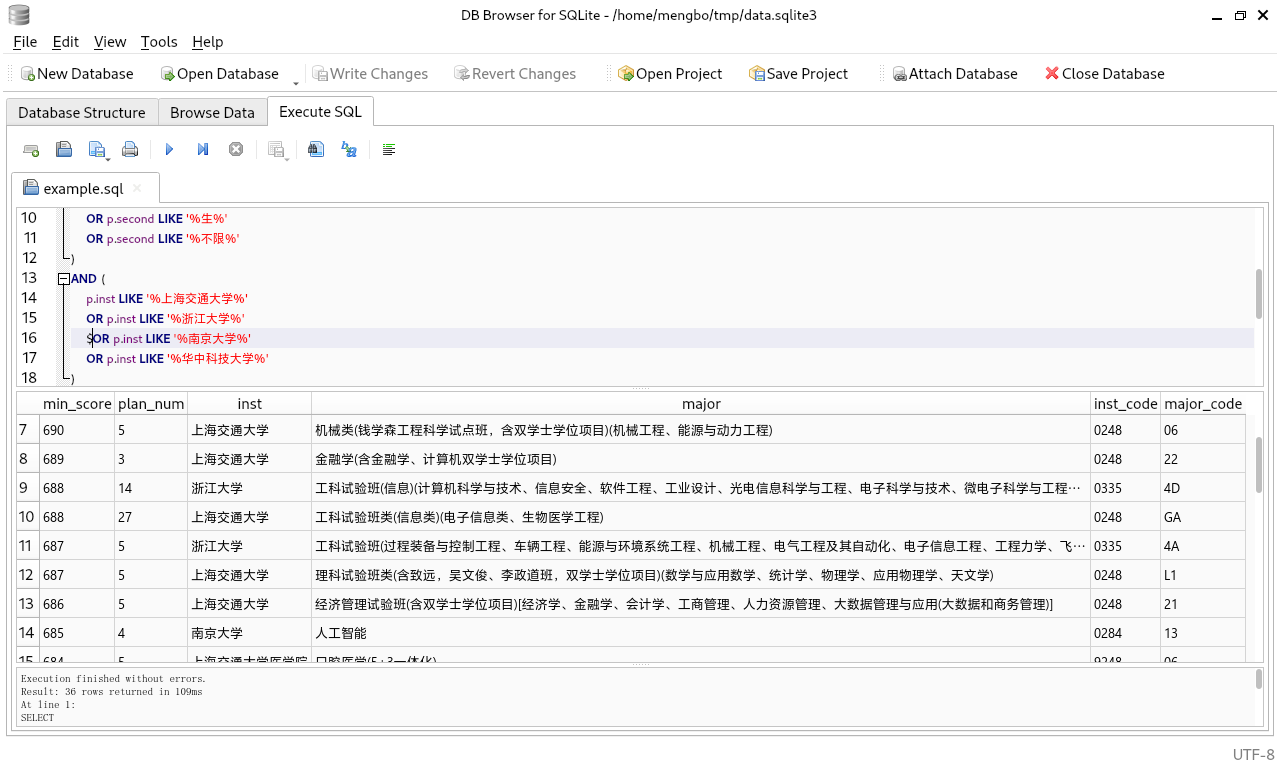 DB Browser for SQLite - /home/mengbo/tmp/data.sqlite3
File Edit View Tools Help
New Database Open Database Write Changes Revert Changes Open Project Save Project Attach Database Close Database
Database Structure Browse Data Execute SQL
example.sql
10 OR p.second LIKE '%生%'
11 OR p.second LIKE '%不限%'
12 )
13 AND (
14 p.inst LIKE '%上海交通大学%'
15 OR p.inst LIKE '%浙江大学%'
16 $OR p.inst LIKE '%南京大学%'
17 OR p.inst LIKE '%华中科技大学%'
18 )
min_score plan_num inst major inst_code major_code
7 690 5 上海交通大学 机械类(钱学森工程科学试点班，含双学士学位项目)(机械工程、能源与动力工程) 0248 06
8 689 3 上海交通大学 金融学(含金融学、计算机双学士学位项目) 0248 22
9 688 14 浙江大学 工科试验班(信息)(计算机科学与技术、信息安全、软件工程、工业设计、光电信息科学与工程、电子科学与技术、微电子科学与工程… 0335 4D
10 688 27 上海交通大学 工科试验班类(信息类)(电子信息类、生物医学工程) 0248 GA
11 687 5 浙江大学 工科试验班(过程装备与控制工程、车辆工程、能源与环境系统工程、机械工程、电气工程及其自动化、电子信息工程、工程力学、飞… 0335 4A
12 687 5 上海交通大学 理科试验班类(含致远，吴文俊、李政道班，双学士学位项目)(数学与应用数学、统计学、物理学、应用物理学、天文学) 0248 L1
13 686 5 上海交通大学 经济管理试验班(含双学士学位项目)[经济学、金融学、会计学、工商管理、人力资源管理、大数据管理与应用(大数据和商务管理)] 0248 21
14 685 4 南京大学 人工智能 0284 13
15 684 5 上海交通大学医学院 口腔医学(5+3一体化) 9248 06
Execution finished without errors.
Result: 36 rows returned in 109ms
At line 1:
SELECT
UTF-8